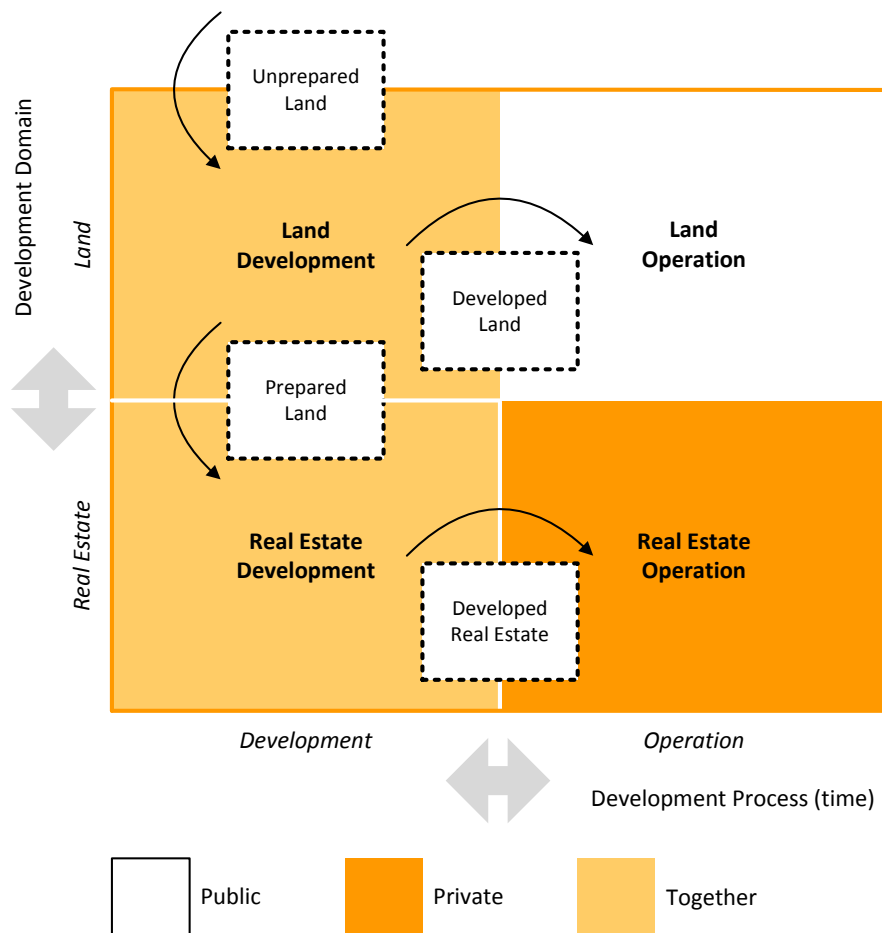 Unprepared
Land
Development Domain
Land
Land
Development
Land
Operation
Developed
Land
Prepared
Land
Real Estate
Real Estate
Development
Real Estate
Operation
Developed
Real Estate
Development
Operation
Development Process (time)
Public
Private
Together